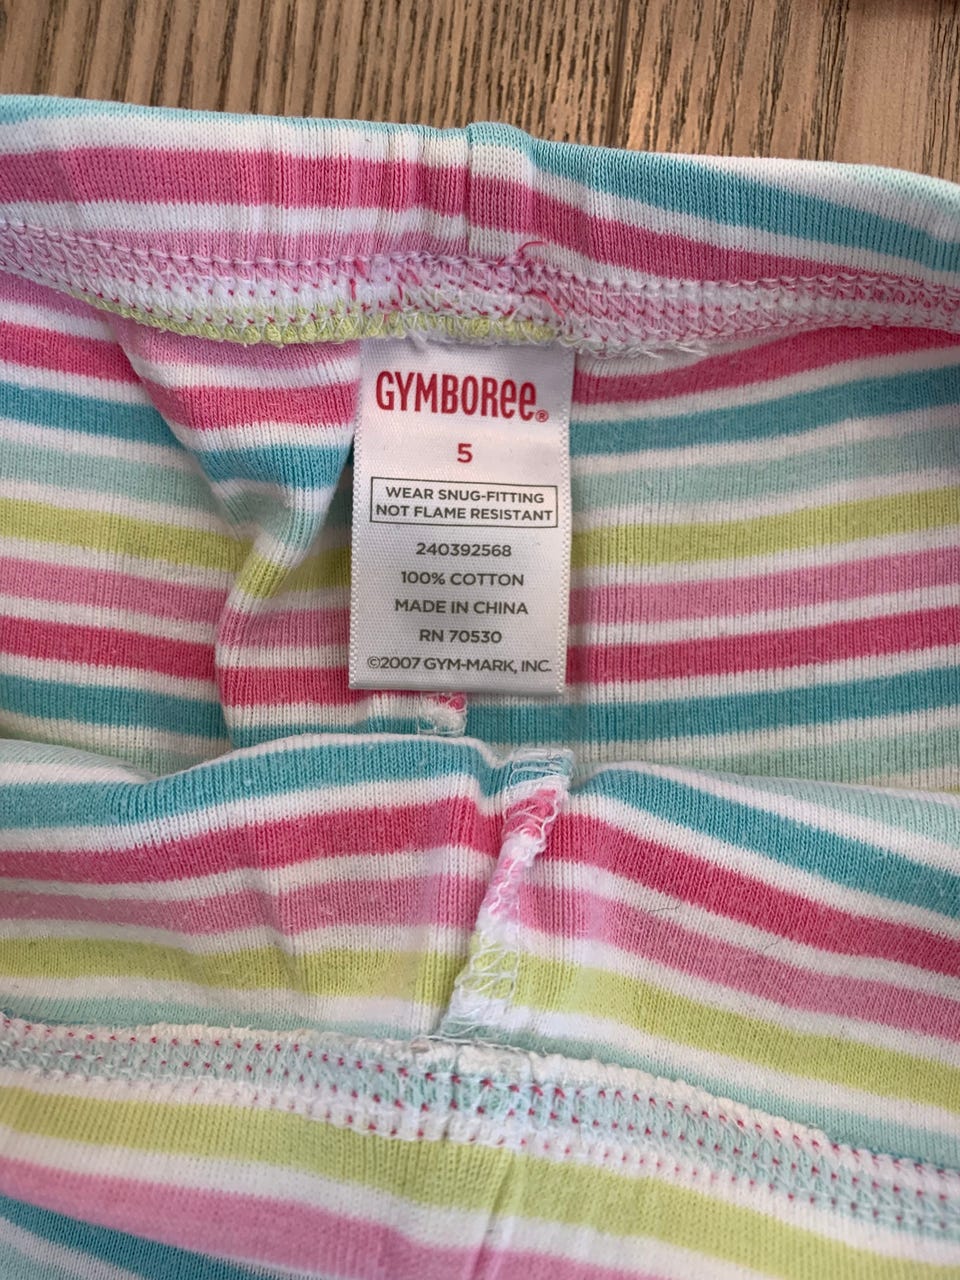 GYMBORee®
5
WEAR SNUG-FITTING
NOT FLAME RESISTANT
240392568
100% COTTON
MADE IN CHINA
RN 70530
©2007 GYM-MARK, INC.